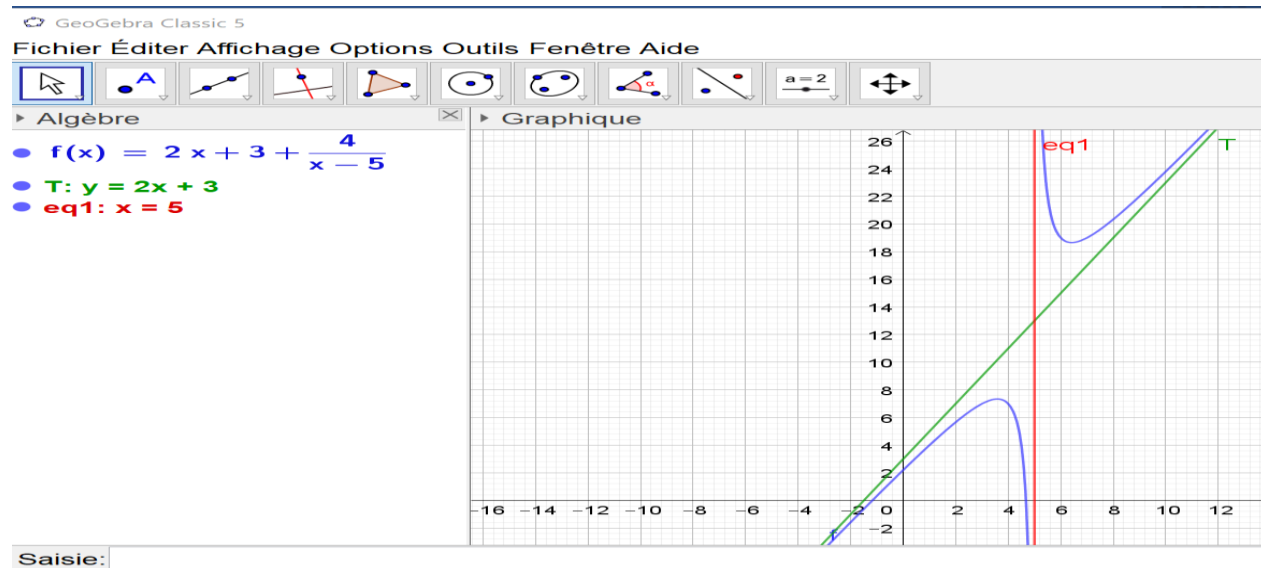 GeoGebra Classic 5
Fichier Éditer Affichage Options Outils Fenêtre Aide
A α a = 2
Algèbre
Graphique
f(x) = 2 x + 3 + 4 / (x − 5)
T: y = 2x + 3
eq1: x = 5
eq1
T
26
24
22
20
18
16
14
12
10
8
6
4
2
−16 −14 −12 −10 −8 −6 −4 −2 0 2 4 6 8 10 12
f
−2
Saisie: